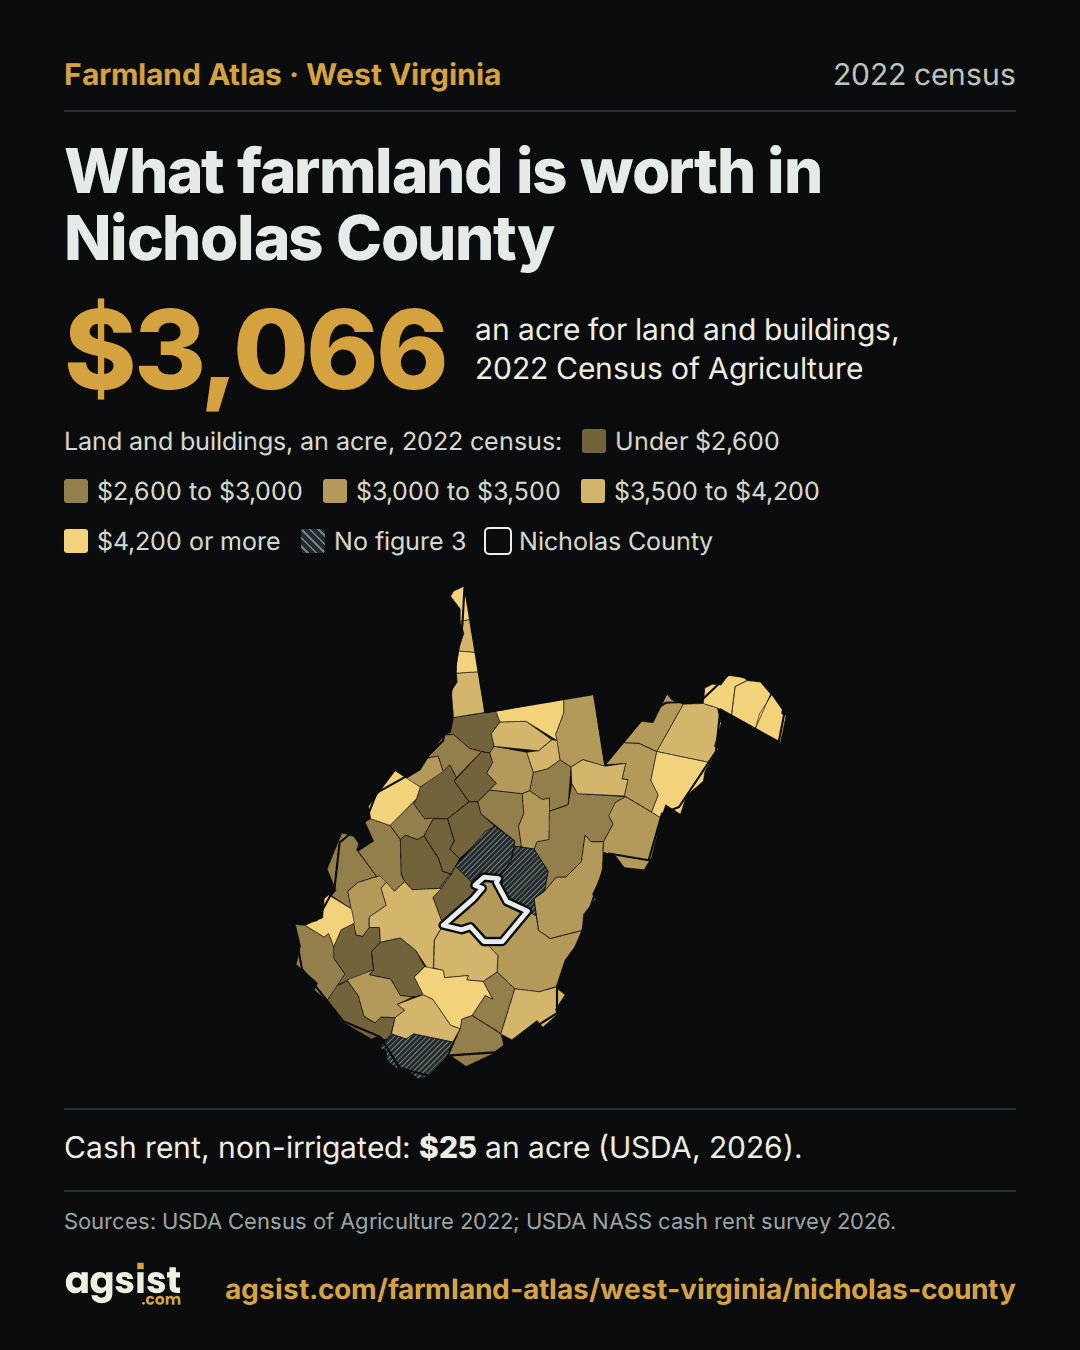 Farmland Atlas · West Virginia
2022 census
What farmland is worth in
Nicholas County
$3,066
an acre for land and buildings,
2022 Census of Agriculture
Land and buildings, an acre, 2022 census:
Under $2,600
$2,600 to $3,000
$3,000 to $3,500
$3,500 to $4,200
$4,200 or more
No figure 3
Nicholas County
Cash rent, non-irrigated: $25 an acre (USDA, 2026).
Sources: USDA Census of Agriculture 2022; USDA NASS cash rent survey 2026.
agsist
.com
agsist.com/farmland-atlas/west-virginia/nicholas-county